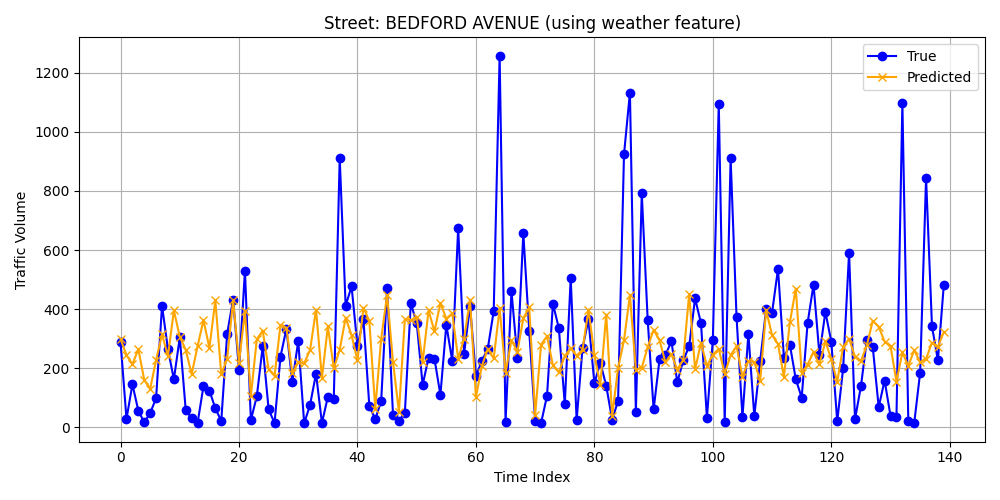 Street: BEDFORD AVENUE (using weather feature)
True
Predicted
Traffic Volume
1200
1000
800
600
400
200
0
0 20 40 60 80 100 120 140
Time Index